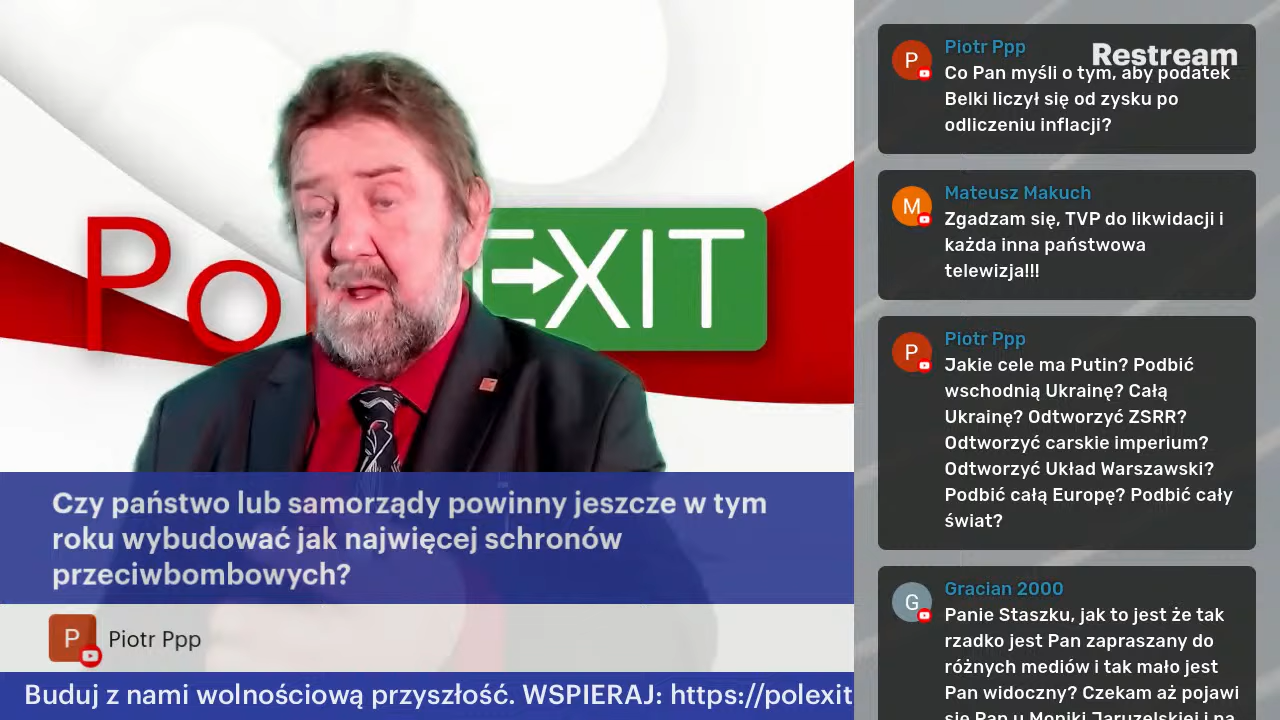 PolEXIT
Czy państwo lub samorządy powinny jeszcze w tym
roku wybudować jak najwięcej schronów
przeciwbombowych?
P
Piotr Ppp
Buduj z nami wolnościową przyszłość. WSPIERAJ: https://polexit
Restream
P
Piotr Ppp
Co Pan myśli o tym, aby podatek
Belki liczył się od zysku po
odliczeniu inflacji?
M
Mateusz Makuch
Zgadzam się, TVP do likwidacji i
każda inna państwowa
telewizja!!!
P
Piotr Ppp
Jakie cele ma Putin? Podbić
wschodnią Ukrainę? Całą
Ukrainę? Odtworzyć ZSRR?
Odtworzyć carskie imperium?
Odtworzyć Układ Warszawski?
Podbić całą Europę? Podbić cały
świat?
G
Gracian 2000
Panie Staszku, jak to jest że tak
rzadko jest Pan zapraszany do
różnych mediów i tak mało jest
Pan widoczny? Czekam aż pojawi
się Pan u Moniki Jaruzelskiej i na